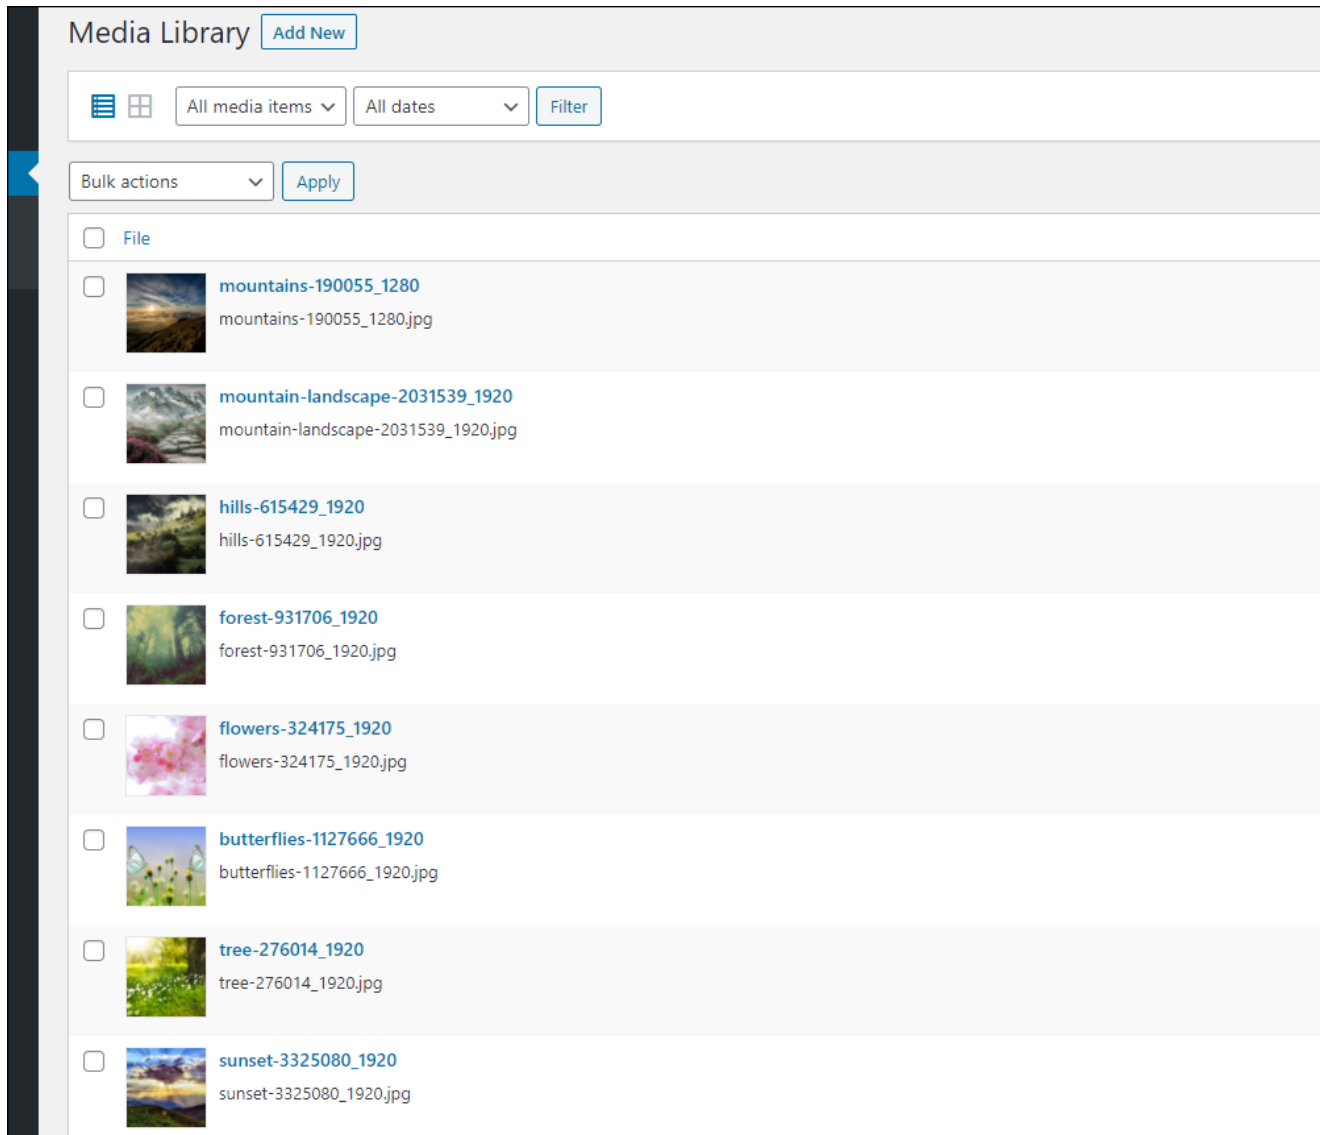 Media Library Add New
All media items All dates Filter
Bulk actions Apply
File
mountains-190055_1280
mountains-190055_1280.jpg
mountain-landscape-2031539_1920
mountain-landscape-2031539_1920.jpg
hills-615429_1920
hills-615429_1920.jpg
forest-931706_1920
forest-931706_1920.jpg
flowers-324175_1920
flowers-324175_1920.jpg
butterflies-1127666_1920
butterflies-1127666_1920.jpg
tree-276014_1920
tree-276014_1920.jpg
sunset-3325080_1920
sunset-3325080_1920.jpg